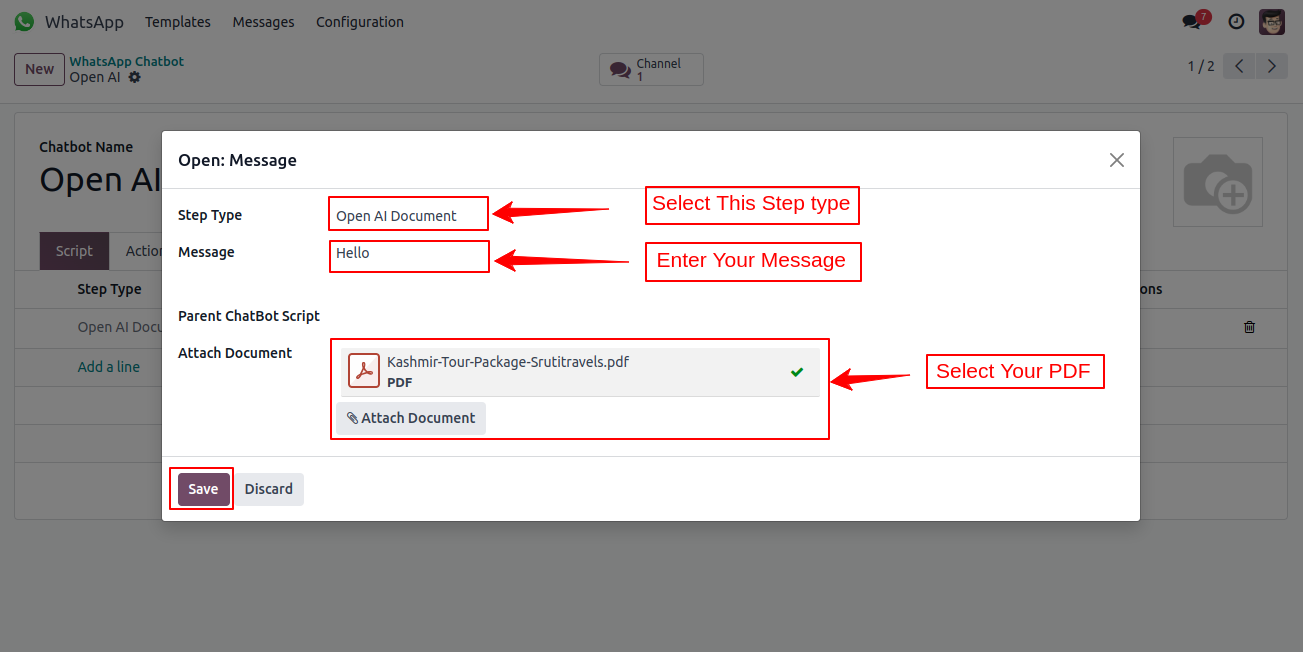 WhatsApp Templates Messages Configuration 7
New WhatsApp Chatbot
Open AI
Channel
1
1 / 2
Chatbot Name
Open AI
Script Action
Step Type ons
Open AI Docu
Add a line
Open: Message
Step Type Open AI Document Select This Step type
Message Hello Enter Your Message
Parent ChatBot Script
Attach Document
Kashmir-Tour-Package-Srutitravels.pdf
PDF
Select Your PDF
Attach Document
Save Discard